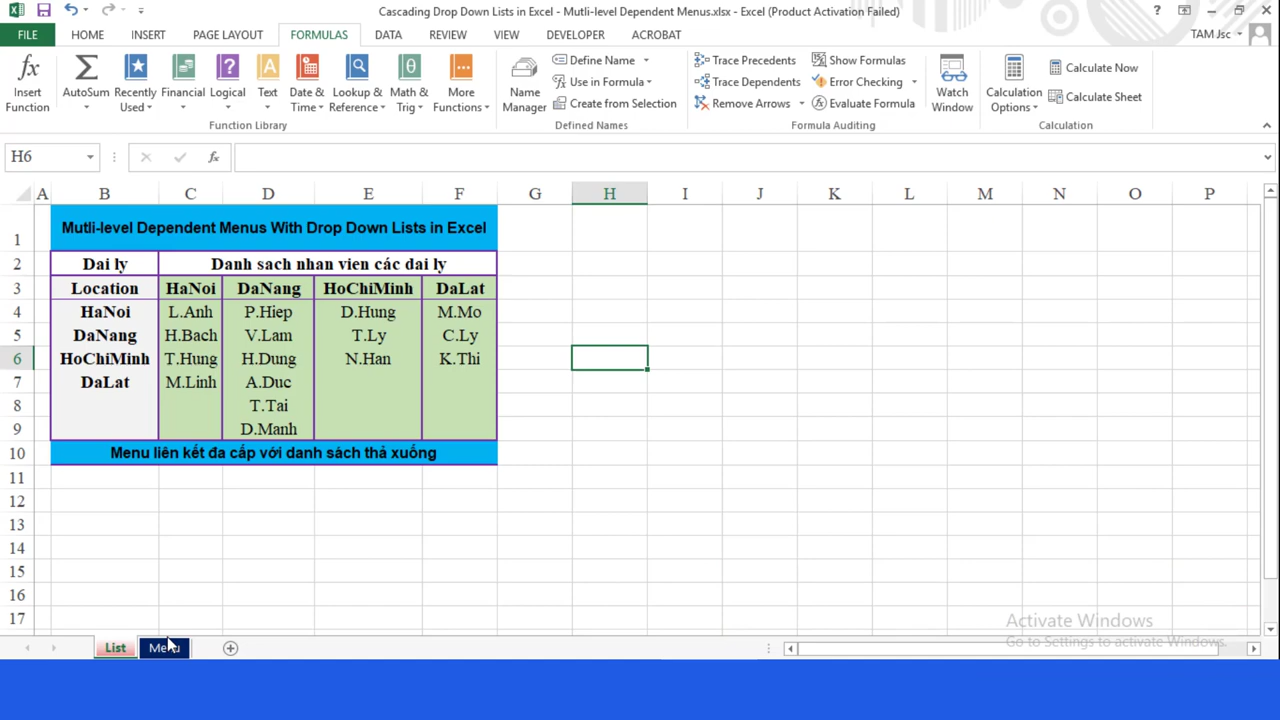 Cascading Drop Down Lists in Excel - Mutli-level Dependent Menus.xlsx - Excel (Product Activation Failed)
FILE HOME INSERT PAGE LAYOUT FORMULAS DATA REVIEW VIEW DEVELOPER ACROBAT TAM Jsc
Insert Function
AutoSum
Recently Used
Financial
Logical
Text
Date & Time
Lookup & Reference
Math & Trig
More Functions
Function Library
Name Manager
Define Name
Use in Formula
Create from Selection
Defined Names
Trace Precedents
Trace Dependents
Remove Arrows
Show Formulas
Error Checking
Evaluate Formula
Formula Auditing
Watch Window
Calculation Options
Calculate Now
Calculate Sheet
Calculation
H6 fx
A B C D E F G H I J K L M N O P
1 Mutli-level Dependent Menus With Drop Down Lists in Excel
2 Dai ly Danh sach nhan vien các dai ly
3 Location HaNoi DaNang HoChiMinh DaLat
4 HaNoi L.Anh P.Hiep D.Hung M.Mo
5 DaNang H.Bach V.Lam T.Ly C.Ly
6 HoChiMinh T.Hung H.Dung N.Han K.Thi
7 DaLat M.Linh A.Duc
8 T.Tai
9 D.Manh
10 Menu liên kết đa cấp với danh sách thả xuống
11
12
13
14
15
16
17
Activate Windows
Go to Settings to activate Windows.
List Menu